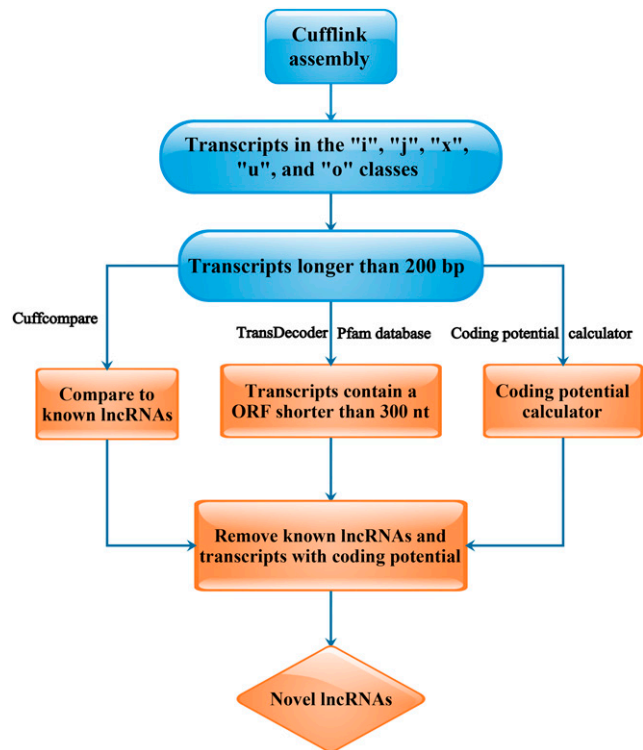 Cufflink
assembly
Transcripts in the "i", "j", "x",
"u", and "o" classes
Transcripts longer than 200 bp
Cuffcompare
TransDecoder
Pfam database
Coding potential calculator
Compare to
known lncRNAs
Transcripts contain a
ORF shorter than 300 nt
Coding potential
calculator
Remove known lncRNAs and
transcripts with coding potential
Novel lncRNAs